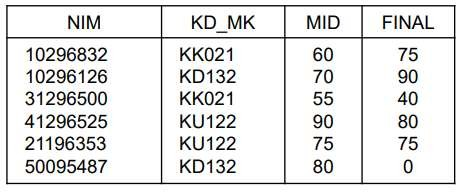 NIM KD_MK MID FINAL
10296832 KK021 60 75
10296126 KD132 70 90
31296500 KK021 55 40
41296525 KU122 90 80
21196353 KU122 75 75
50095487 KD132 80 0